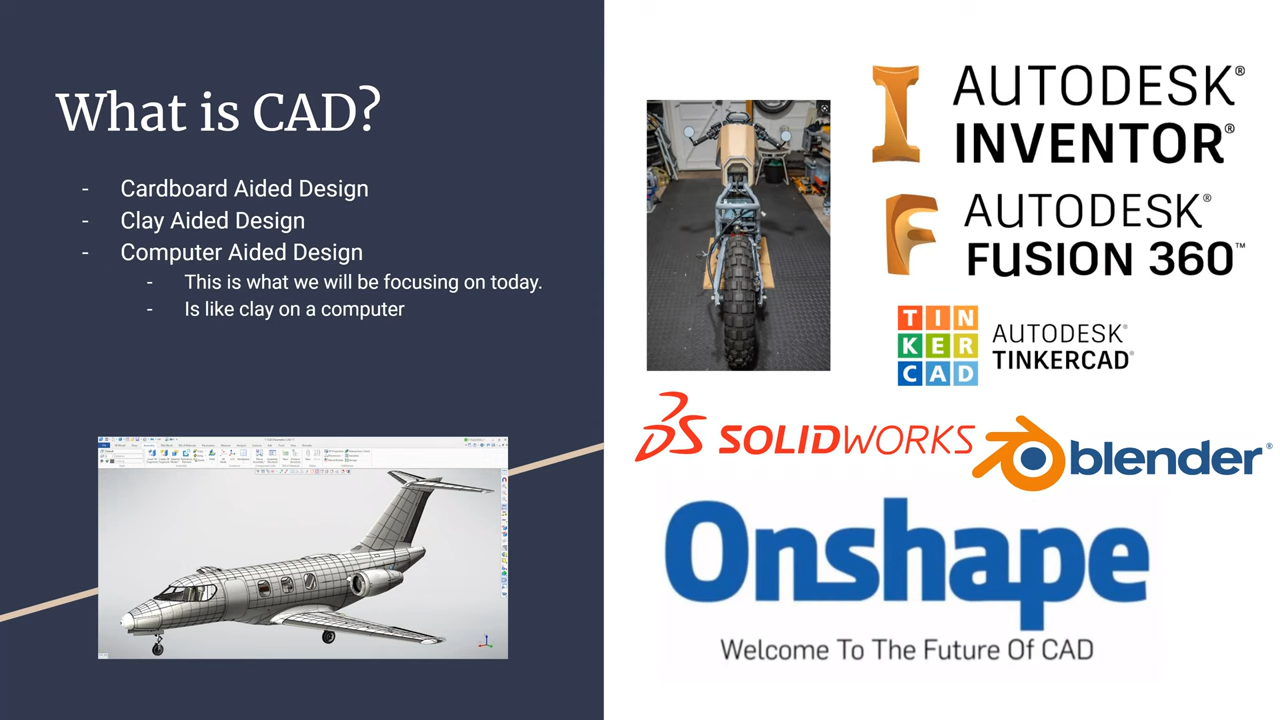 What is CAD?
- Cardboard Aided Design
- Clay Aided Design
- Computer Aided Design
- This is what we will be focusing on today.
- Is like clay on a computer
AUTODESK®
INVENTOR®
AUTODESK®
FUSION 360™
TIN
KER
CAD
AUTODESK®
TINKERCAD®
SOLIDWORKS
blender®
Onshape
Welcome To The Future Of CAD